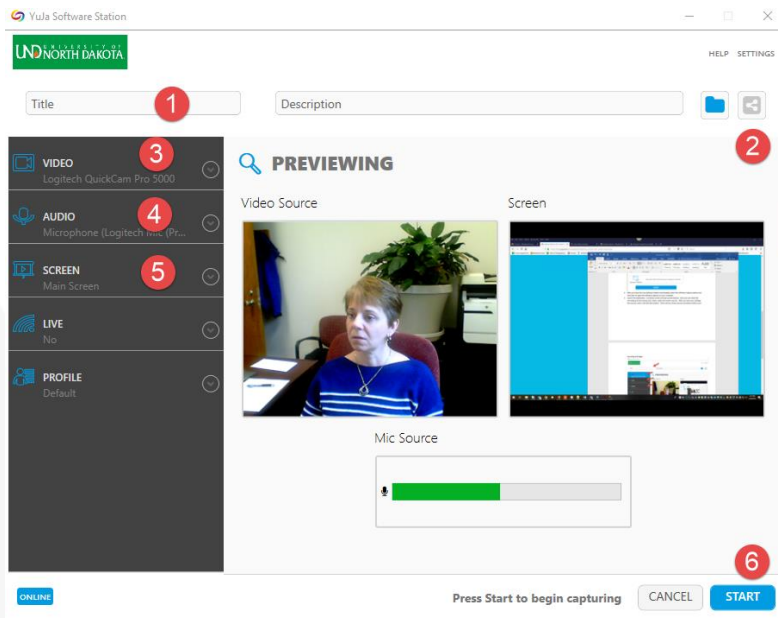 YuJa Software Station
UNIVERSITY OF
UND NORTH DAKOTA
HELP SETTINGS
Title 1
Description
2
VIDEO 3
Logitech QuickCam Pro 5000
AUDIO 4
Microphone (Logitech Mic (Pr...
SCREEN 5
Main Screen
LIVE
No
PROFILE
Default
PREVIEWING
Video Source
Screen
Mic Source
6
ONLINE
Press Start to begin capturing
CANCEL
START